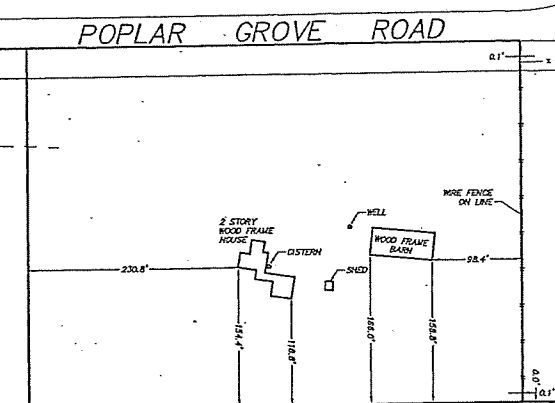 POPLAR GROVE ROAD
0.1'
WIRE FENCE
ON LINE
WELL
2 STORY
WOOD FRAME
HOUSE
WOOD FRAME
BARN
CISTERN
SHED
230.8'
98.4'
154.4'
118.8'
166.0'
158.8'
0.0'
0.1'